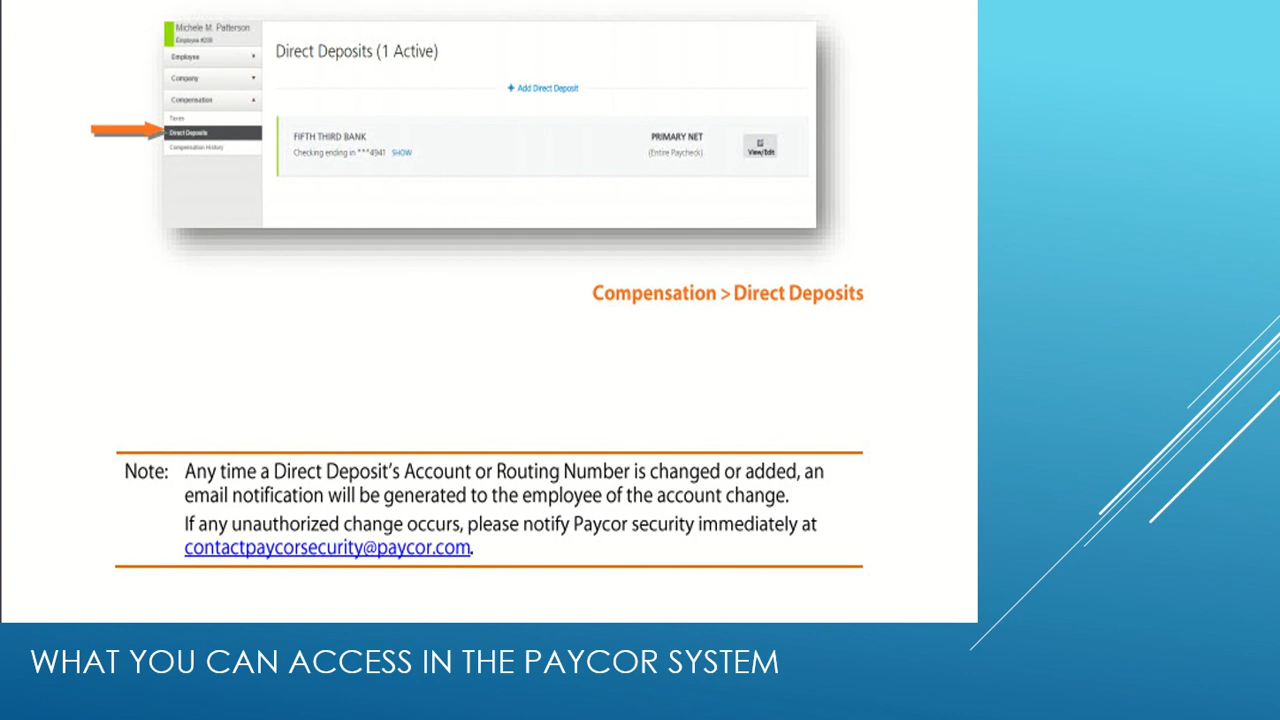 Michele M. Patterson
Employee #200
Employee
Company
Compensation
Taxes
Direct Deposits
Compensation History
Direct Deposits (1 Active)
+ Add Direct Deposit
FIFTH THIRD BANK
Checking ending in ***4941 SHOW
PRIMARY NET
(Entire Paycheck)
View/Edit
Compensation > Direct Deposits
Note: Any time a Direct Deposit's Account or Routing Number is changed or added, an
email notification will be generated to the employee of the account change.
If any unauthorized change occurs, please notify Paycor security immediately at
contactpaycorsecurity@paycor.com.
WHAT YOU CAN ACCESS IN THE PAYCOR SYSTEM